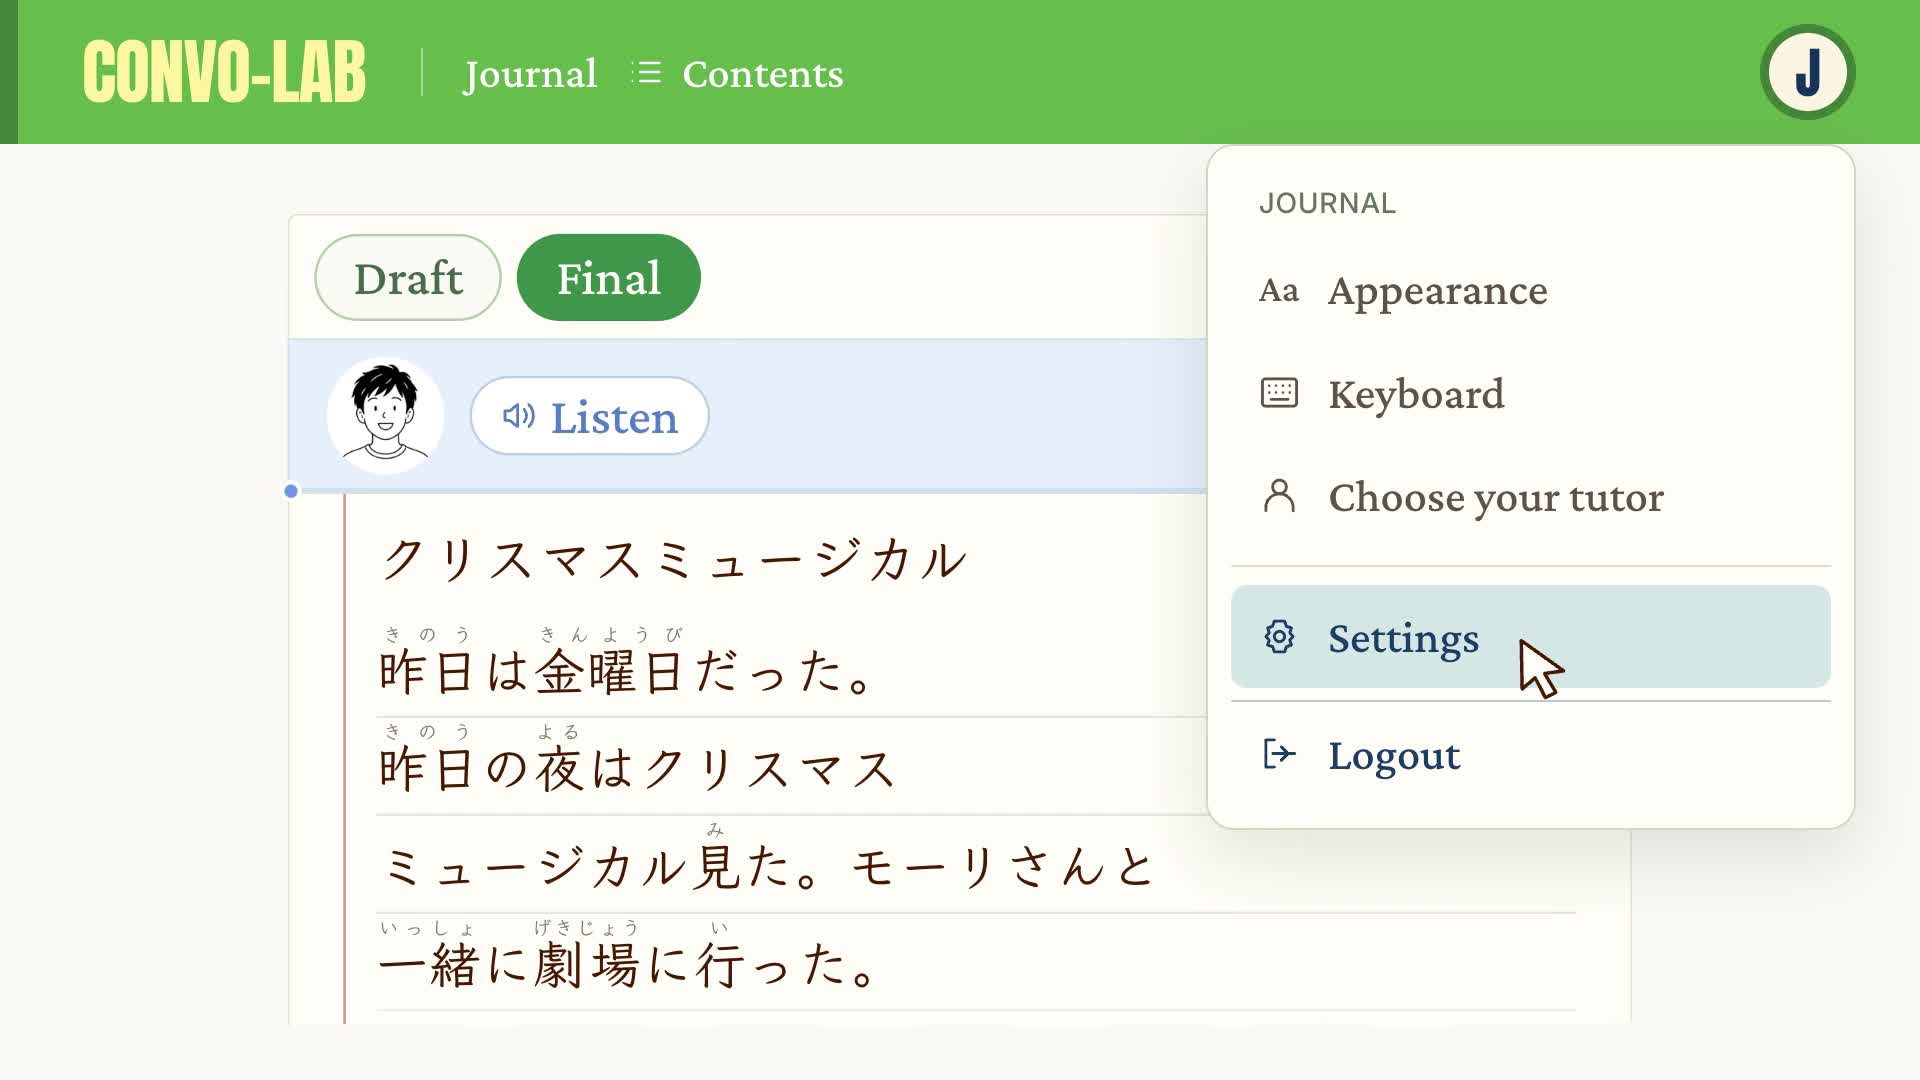 CONVO-LAB
Journal
Contents
J
JOURNAL
Aa Appearance
Keyboard
Choose your tutor
Settings
Logout
Draft
Final
Listen
クリスマスミュージカル
きのう きんようび
昨日は金曜日だった。
きのう よる
昨日の夜はクリスマス
み
ミュージカル見た。モーリさんと
いっしょ げきじょう い
一緒に劇場に行った。